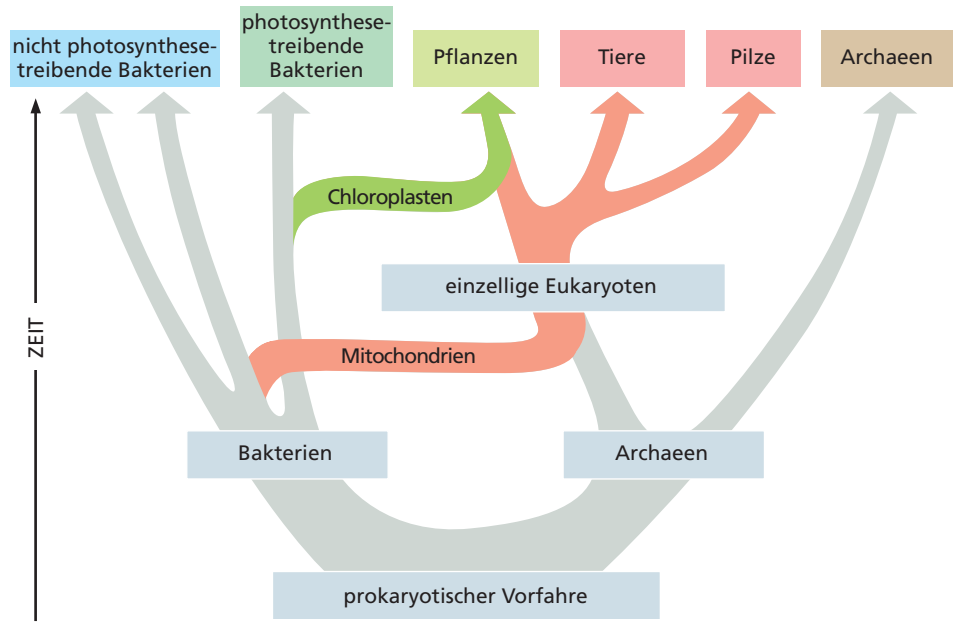 nicht photosynthese-
treibende Bakterien
photosynthese-
treibende
Bakterien
Pflanzen
Tiere
Pilze
Archaeen
Chloroplasten
einzellige Eukaryoten
ZEIT
Mitochondrien
Bakterien
Archaeen
prokaryotischer Vorfahre